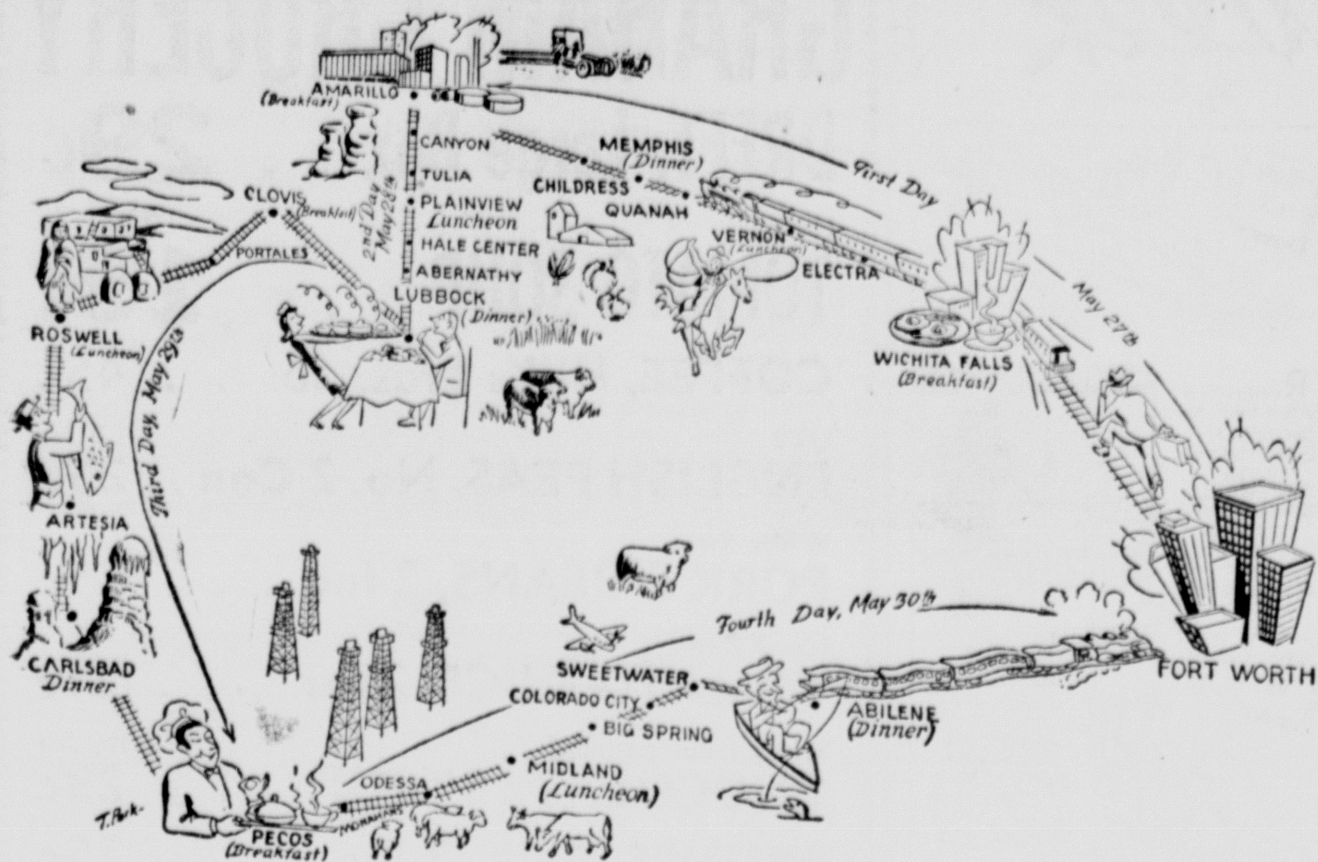 AMARILLO
(Breakfast)
CANYON
TULIA
PLAINVIEW
Luncheon
HALE CENTER
ABERNATHY
LUBBOCK
(Dinner)
2nd Day
May 28th
MEMPHIS
(Dinner)
CHILDRESS
QUANAH
VERNON
(Luncheon)
ELECTRA
First Day
May 27th
WICHITA FALLS
(Breakfast)
CLOVIS
(Breakfast)
PORTALES
ROSWELL
(Luncheon)
Third Day, May 29th
ARTESIA
CARLSBAD
Dinner
T. Park-
PECOS
(Breakfast)
MONAHANS
ODESSA
MIDLAND
(Luncheon)
BIG SPRING
COLORADO CITY
SWEETWATER
Fourth Day, May 30th
ABILENE
(Dinner)
FORT WORTH